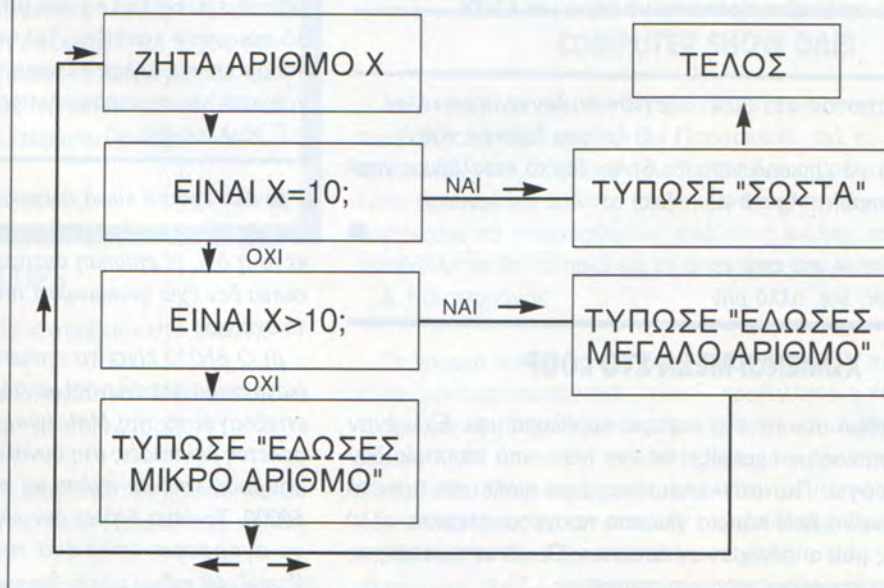 ΖΗΤΑ ΑΡΙΘΜΟ Χ
ΤΕΛΟΣ
ΕΙΝΑΙ Χ=10;
ΝΑΙ
ΤΥΠΩΣΕ "ΣΩΣΤΑ"
ΟΧΙ
ΕΙΝΑΙ Χ>10;
ΝΑΙ
ΤΥΠΩΣΕ "ΕΔΩΣΕΣ
ΜΕΓΑΛΟ ΑΡΙΘΜΟ"
ΟΧΙ
ΤΥΠΩΣΕ "ΕΔΩΣΕΣ
ΜΙΚΡΟ ΑΡΙΘΜΟ